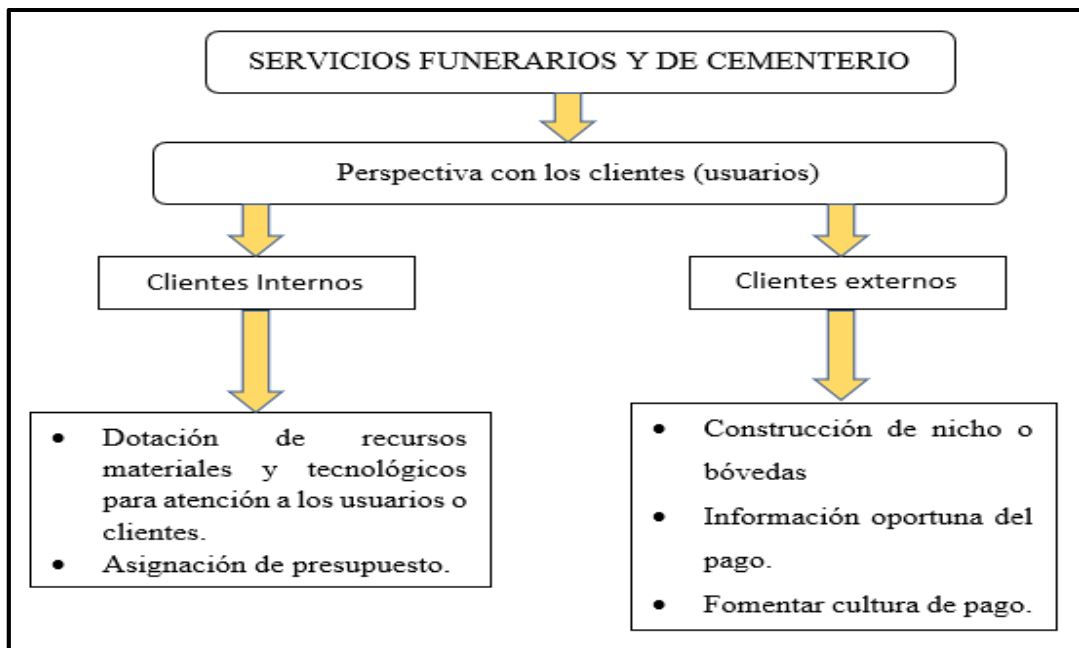 SERVICIOS FUNERARIOS Y DE CEMENTERIO
Perspectiva con los clientes (usuarios)
Clientes Internos
Clientes externos
• Dotación de recursos
materiales y tecnológicos
para atención a los usuarios o
clientes.
• Asignación de presupuesto.
• Construcción de nicho o
bóvedas
• Información oportuna del
pago.
• Fomentar cultura de pago.